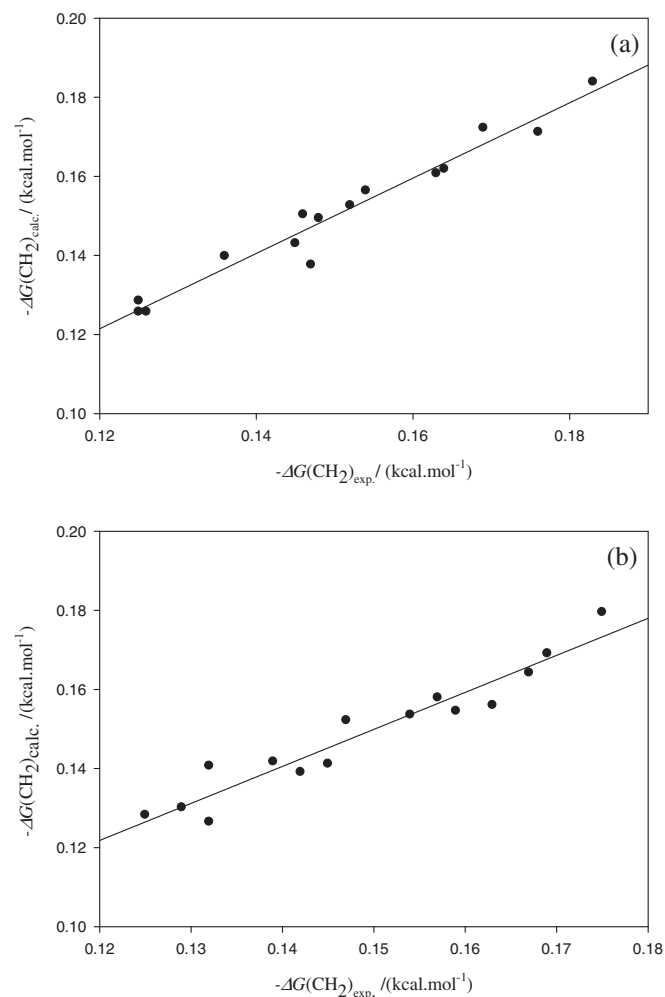 (a)
0.20
0.18
0.16
0.14
0.12
0.10
-ΔG(CH₂)calc./ (kcal.mol⁻¹)
0.12 0.14 0.16 0.18
-ΔG(CH₂)exp./ (kcal.mol⁻¹)
(b)
0.20
0.18
0.16
0.14
0.12
0.10
-ΔG(CH₂)calc. /(kcal.mol⁻¹)
0.12 0.13 0.14 0.15 0.16 0.17 0.18
-ΔG(CH₂)exp. /(kcal.mol⁻¹)